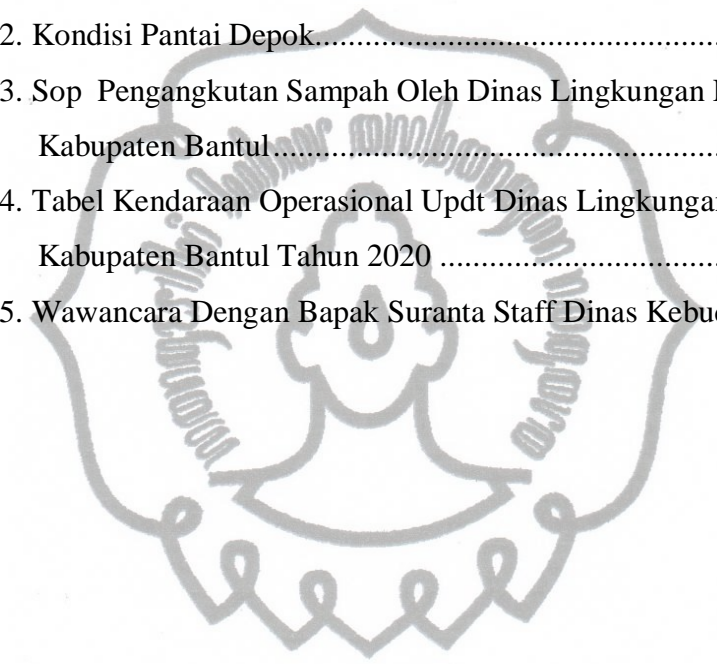 2. Kondisi Pantai Depok..................................................
3. Sop  Pengangkutan Sampah Oleh Dinas Lingkungan
Kabupaten Bantul........................................................
4. Tabel Kendaraan Operasional Updt Dinas Lingkungan
Kabupaten Bantul Tahun 2020 ...................................
5. Wawancara Dengan Bapak Suranta Staff Dinas